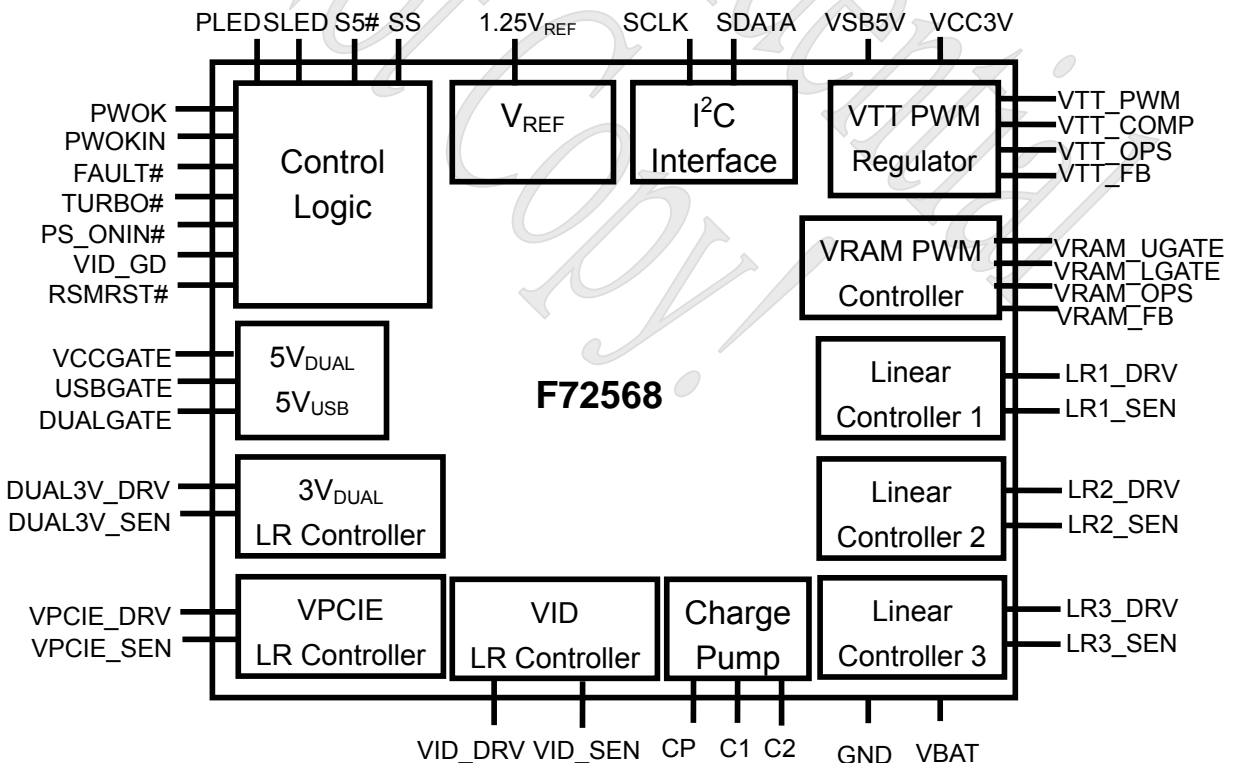 PLED SLED S5# SS 1.25VREF SCLK SDATA VSB5V VCC3V
PWOK
PWOKIN
FAULT#
TURBO#
PS_ONIN#
VID_GD
RSMRST#
Control
Logic
VREF
I2C
Interface
VTT PWM
Regulator
VTT_PWM
VTT_COMP
VTT_OPS
VTT_FB
VRAM PWM
Controller
VRAM_UGATE
VRAM_LGATE
VRAM_OPS
VRAM_FB
VCCGATE
USBGATE
DUALGATE
5VDUAL
5VUSB
F72568
Linear
Controller 1
LR1_DRV
LR1_SEN
DUAL3V_DRV
DUAL3V_SEN
3VDUAL
LR Controller
Linear
Controller 2
LR2_DRV
LR2_SEN
VPCIE_DRV
VPCIE_SEN
VPCIE
LR Controller
VID
LR Controller
Charge
Pump
Linear
Controller 3
LR3_DRV
LR3_SEN
VID_DRV VID_SEN CP C1 C2 GND VBAT
Copy!